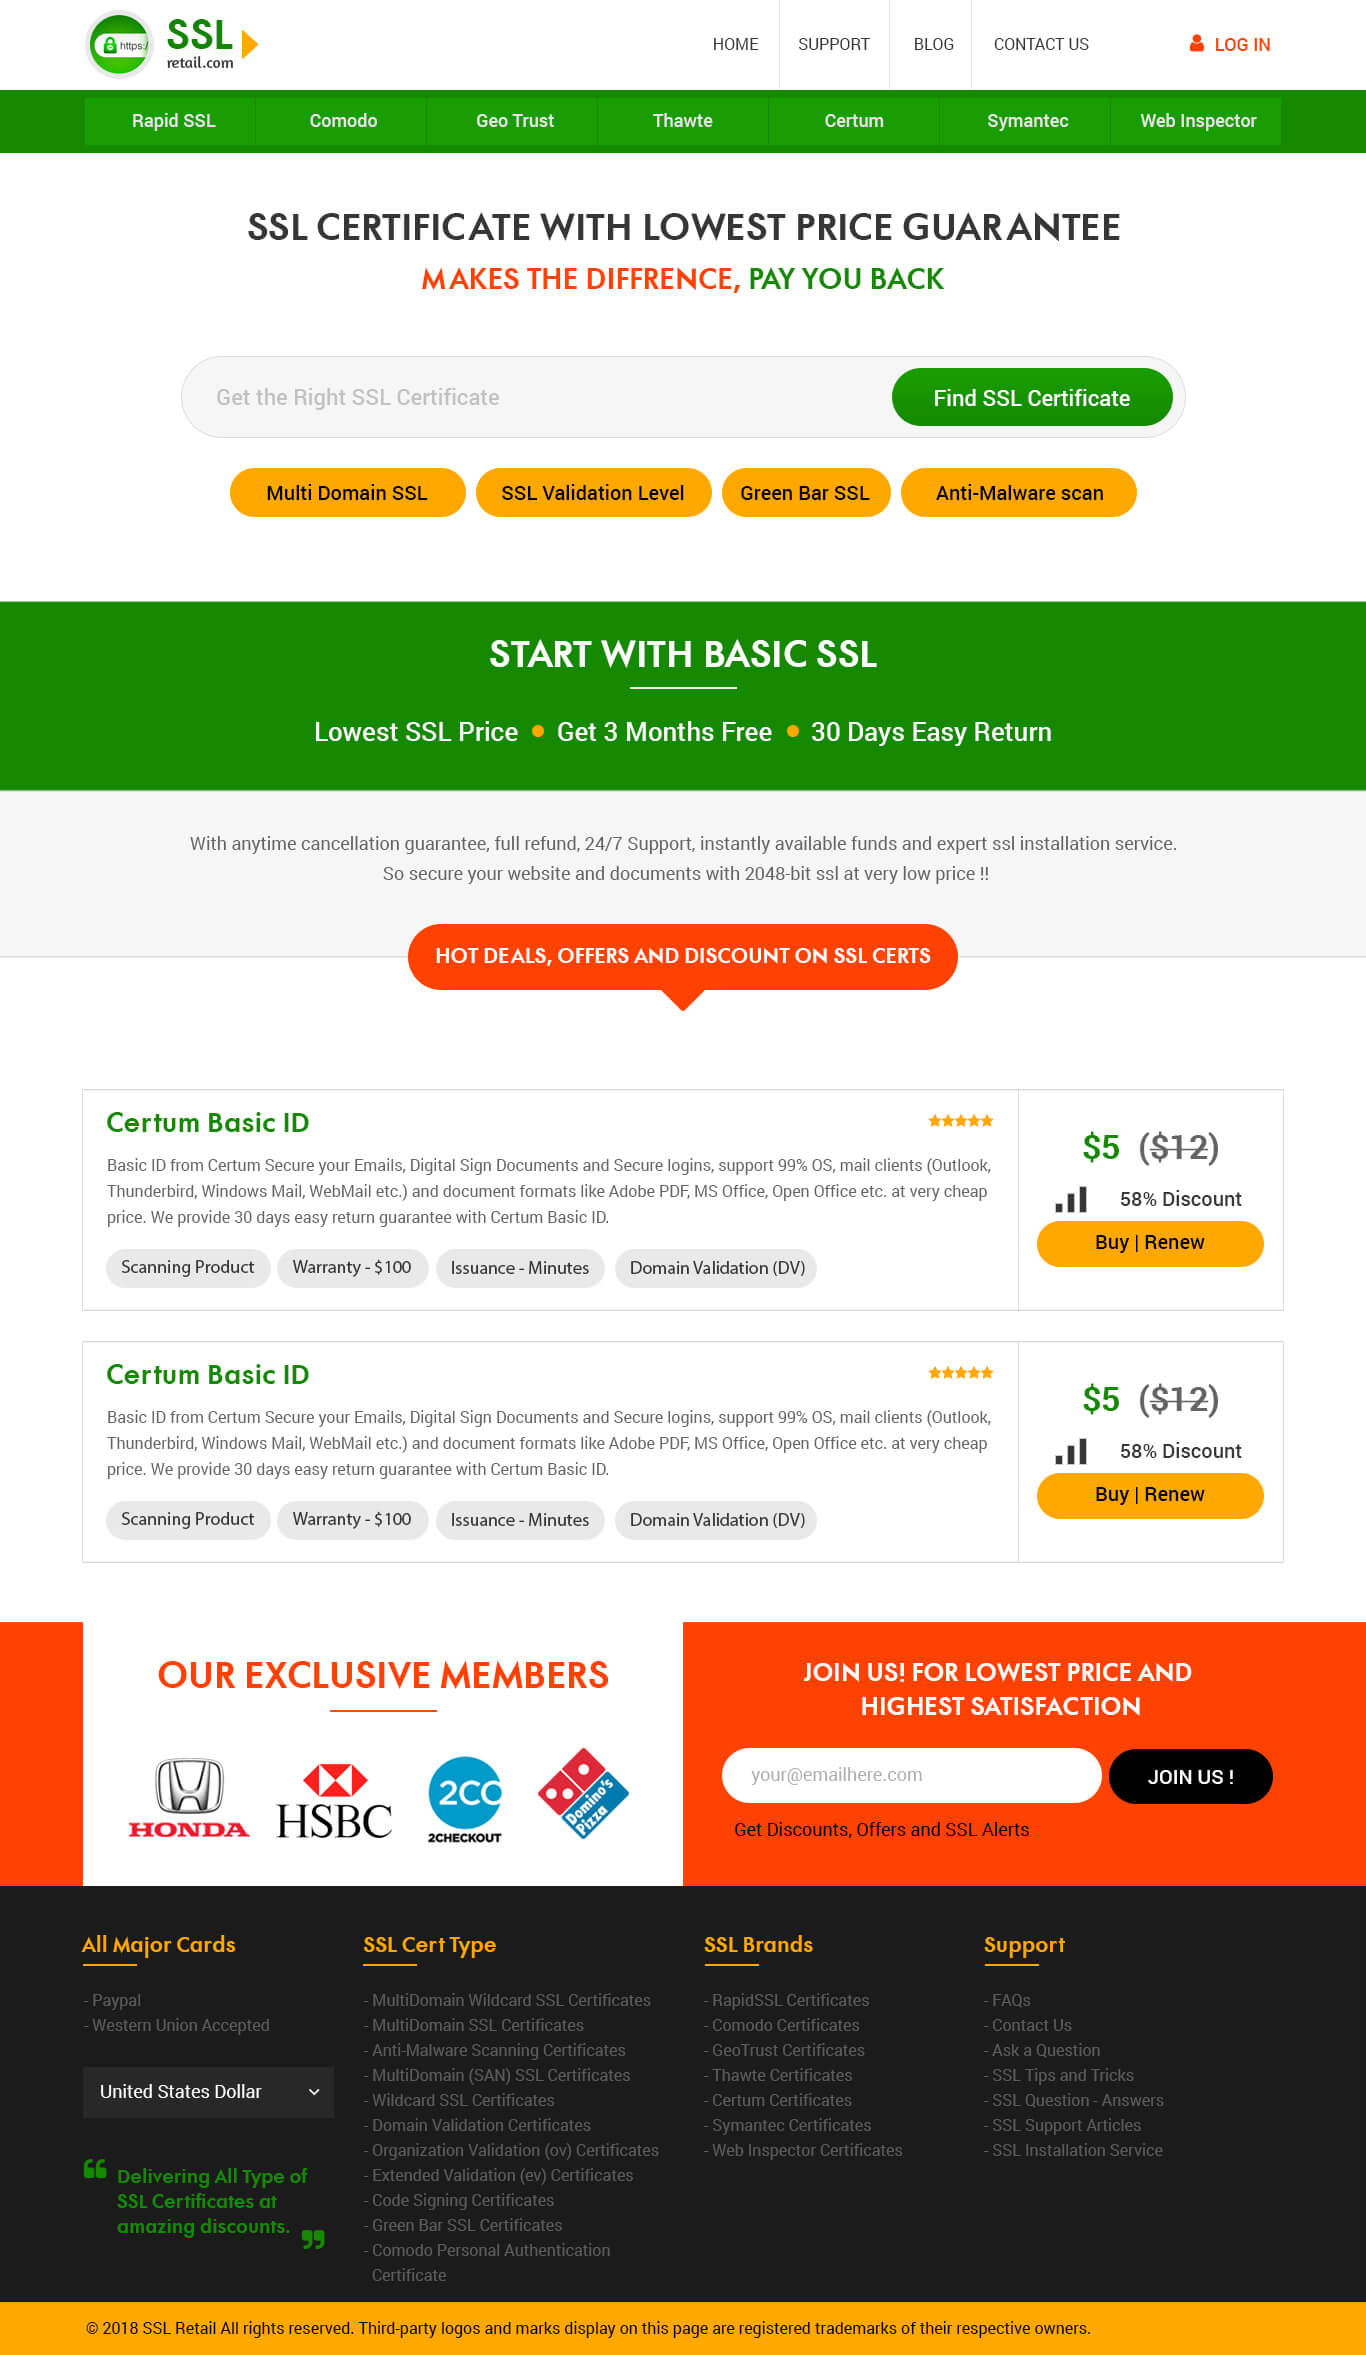 https:/
SSL
retail.com
HOME
SUPPORT
BLOG
CONTACT US
LOG IN
Rapid SSL
Comodo
Geo Trust
Thawte
Certum
Symantec
Web Inspector
SSL CERTIFICATE WITH LOWEST PRICE GUARANTEE
MAKES THE DIFFRENCE, PAY YOU BACK
Get the Right SSL Certificate
Find SSL Certificate
Multi Domain SSL
SSL Validation Level
Green Bar SSL
Anti-Malware scan
START WITH BASIC SSL
Lowest SSL Price • Get 3 Months Free • 30 Days Easy Return
With anytime cancellation guarantee, full refund, 24/7 Support, instantly available funds and expert ssl installation service.
So secure your website and documents with 2048-bit ssl at very low price !!
HOT DEALS, OFFERS AND DISCOUNT ON SSL CERTS
Certum Basic ID
Basic ID from Certum Secure your Emails, Digital Sign Documents and Secure logins, support 99% OS, mail clients (Outlook,
Thunderbird, Windows Mail, WebMail etc.) and document formats like Adobe PDF, MS Office, Open Office etc. at very cheap
price. We provide 30 days easy return guarantee with Certum Basic ID.
Scanning Product
Warranty - $100
Issuance - Minutes
Domain Validation (DV)
$5 ($12)
58% Discount
Buy | Renew
Certum Basic ID
Basic ID from Certum Secure your Emails, Digital Sign Documents and Secure logins, support 99% OS, mail clients (Outlook,
Thunderbird, Windows Mail, WebMail etc.) and document formats like Adobe PDF, MS Office, Open Office etc. at very cheap
price. We provide 30 days easy return guarantee with Certum Basic ID.
Scanning Product
Warranty - $100
Issuance - Minutes
Domain Validation (DV)
$5 ($12)
58% Discount
Buy | Renew
OUR EXCLUSIVE MEMBERS
HONDA
HSBC
2CO
2CHECKOUT
Domino's
Pizza
JOIN US! FOR LOWEST PRICE AND
HIGHEST SATISFACTION
your@emailhere.com
JOIN US !
Get Discounts, Offers and SSL Alerts
All Major Cards
- Paypal
- Western Union Accepted
United States Dollar
“ Delivering All Type of
SSL Certificates at
amazing discounts. ”
SSL Cert Type
- MultiDomain Wildcard SSL Certificates
- MultiDomain SSL Certificates
- Anti-Malware Scanning Certificates
- MultiDomain (SAN) SSL Certificates
- Wildcard SSL Certificates
- Domain Validation Certificates
- Organization Validation (ov) Certificates
- Extended Validation (ev) Certificates
- Code Signing Certificates
- Green Bar SSL Certificates
- Comodo Personal Authentication
Certificate
SSL Brands
- RapidSSL Certificates
- Comodo Certificates
- GeoTrust Certificates
- Thawte Certificates
- Certum Certificates
- Symantec Certificates
- Web Inspector Certificates
Support
- FAQs
- Contact Us
- Ask a Question
- SSL Tips and Tricks
- SSL Question - Answers
- SSL Support Articles
- SSL Installation Service
© 2018 SSL Retail All rights reserved. Third-party logos and marks display on this page are registered trademarks of their respective owners.